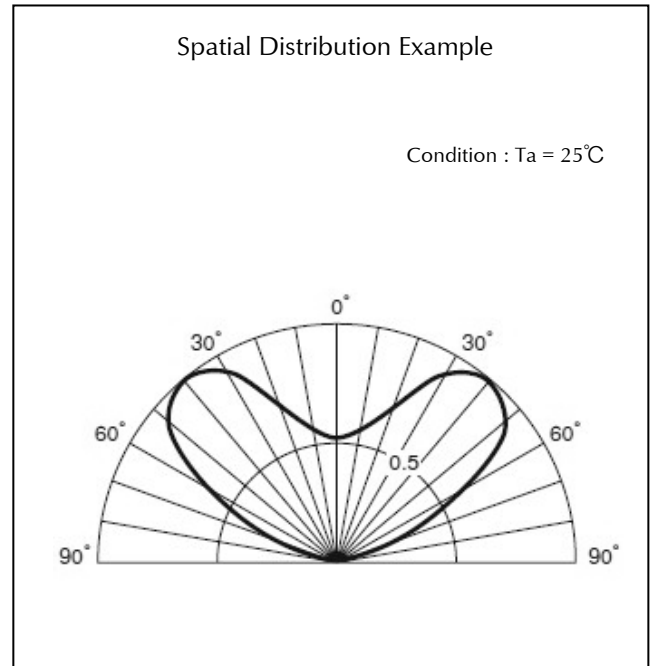 Spatial Distribution Example
Condition : Ta = 25℃
0°
30° 30°
60° 60°
0.5
90° 90°